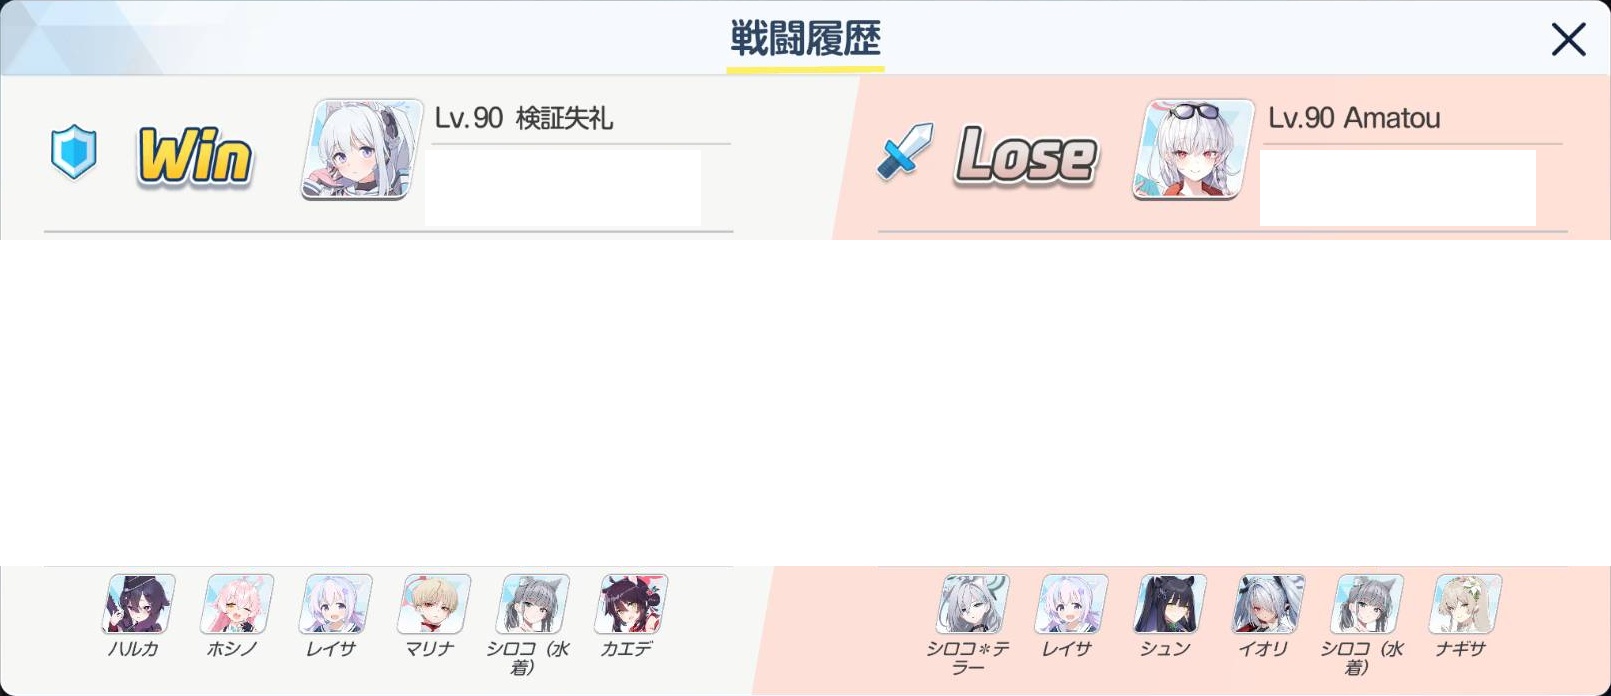 戦闘履歴
Win
Lv.90 検証失礼
Lose
Lv.90 Amatou
ハルカ
ホシノ
レイサ
マリナ
シロコ（水
着）
カエデ
シロコ＊テ
ラー
レイサ
シュン
イオリ
シロコ（水
着）
ナギサ